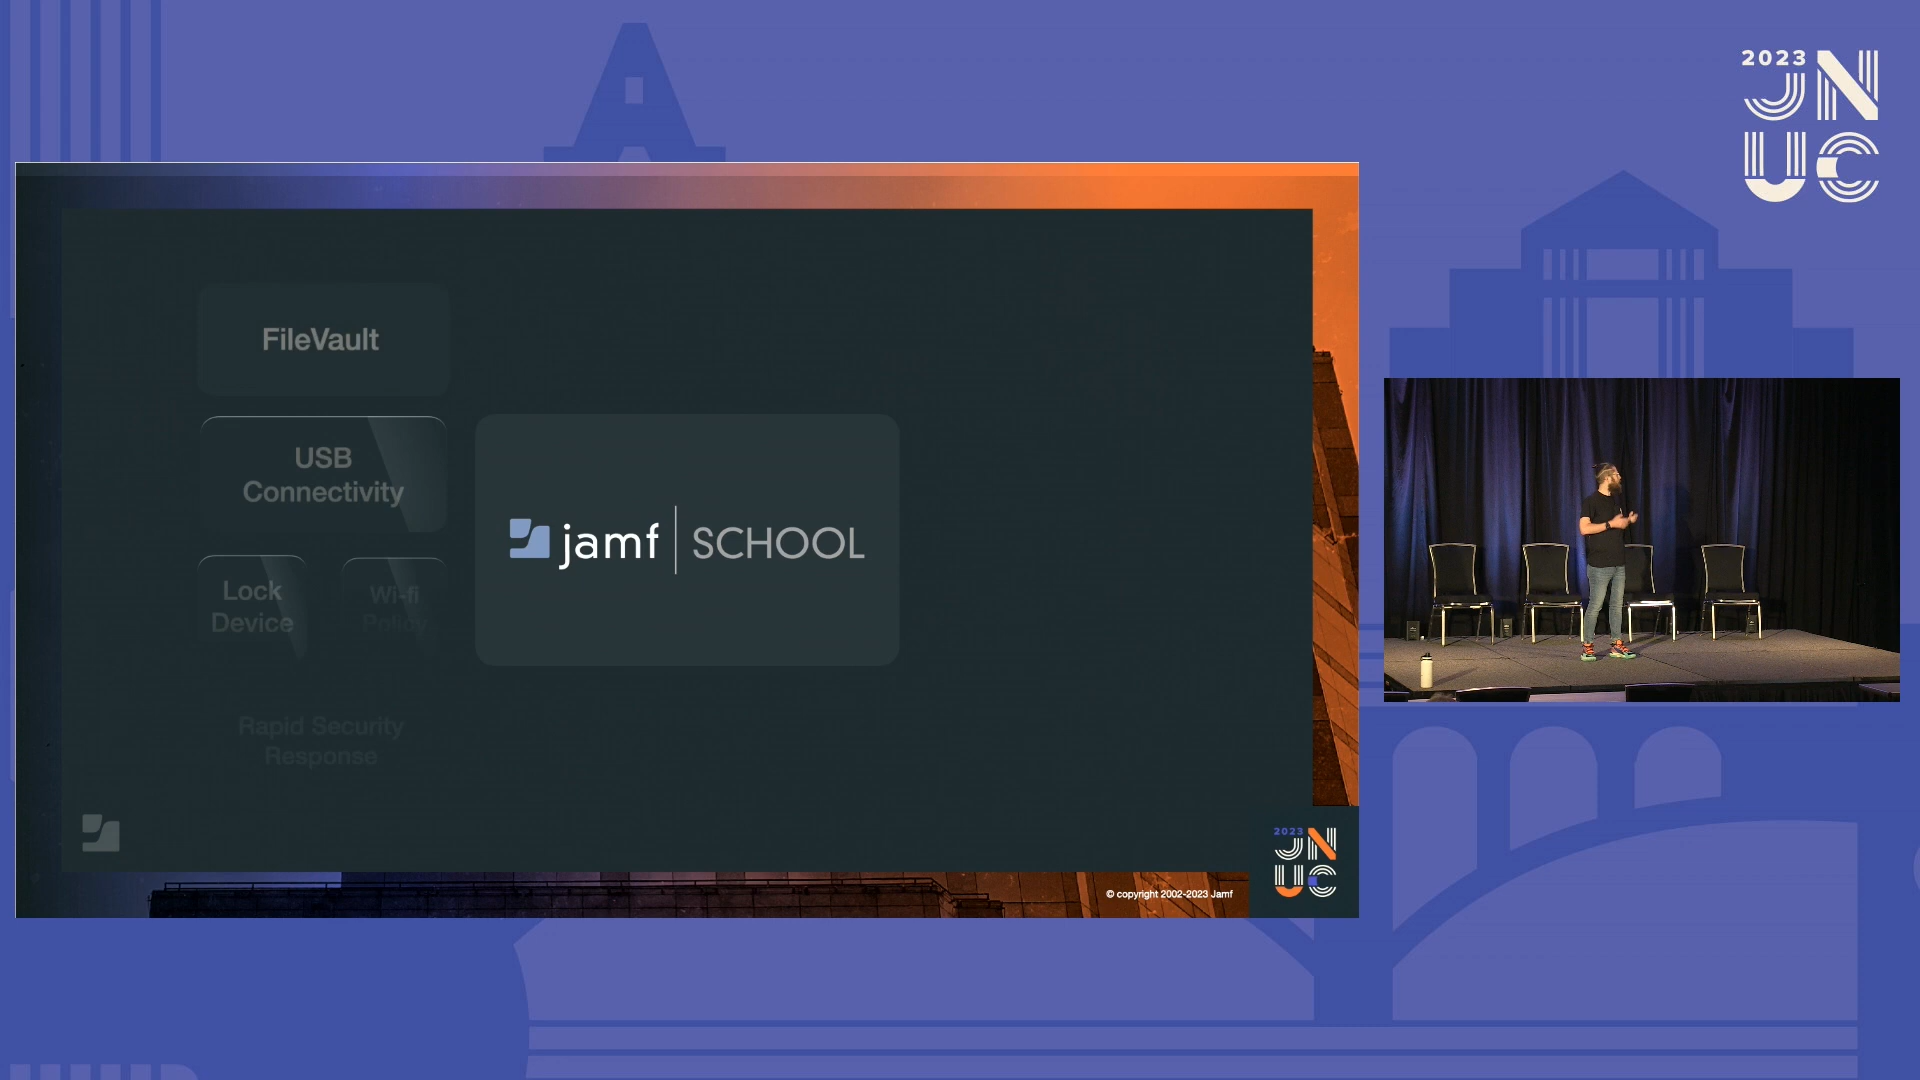 2023
JN
UC
FileVault
USB
Connectivity
jamf | SCHOOL
Lock
Device
Wi-fi
Policy
Rapid Security
Response
2023
JN
UC
© copyright 2002-2023 Jamf